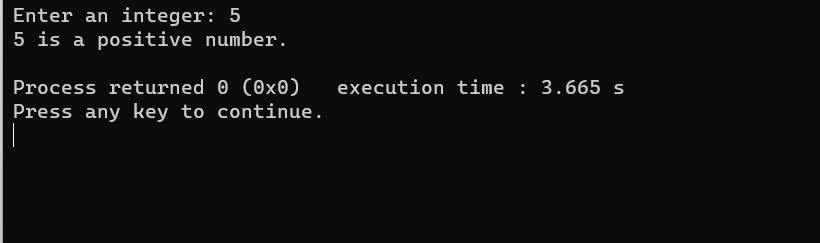 Enter an integer: 5
5 is a positive number.
Process returned 0 (0x0)   execution time : 3.665 s
Press any key to continue.